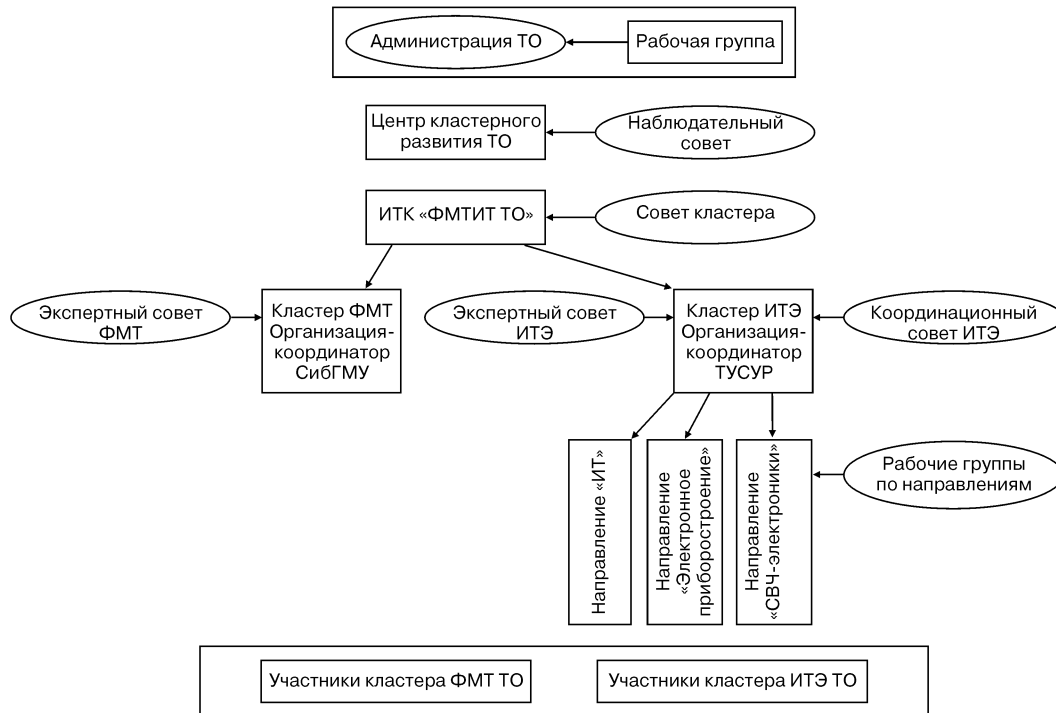 Администрация ТО
Рабочая группа
Центр кластерного
развития ТО
Наблюдательный
совет
ИТК «ФМТИТ ТО»
Совет кластера
Экспертный совет
ФМТ
Кластер ФМТ
Организация-
координатор
СибГМУ
Экспертный совет
ИТЭ
Кластер ИТЭ
Организация-
координатор
ТУСУР
Координационный
совет ИТЭ
Направление «ИТ»
Направление
«Электронное
приборостроение»
Направление
«СВЧ-электроники»
Рабочие группы
по направлениям
Участники кластера ФМТ ТО
Участники кластера ИТЭ ТО